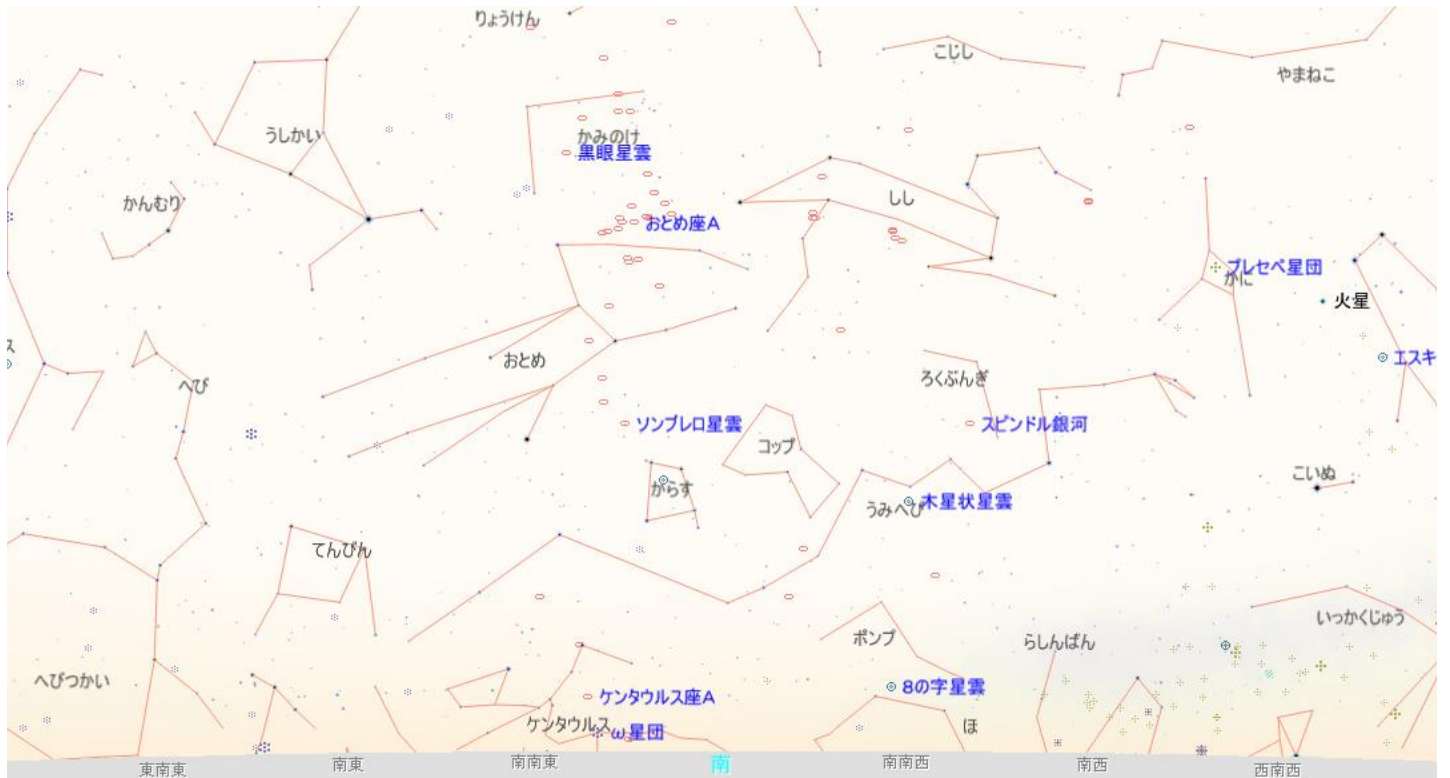 りょうけん
こじし
やまねこ
うしかい
かみのけ
黒眼星雲
かんむり
しし
おとめ座A
プレセペ星団
かに
火星
ス
エスキ
おとめ
へび
ろくぶんぎ
ソンブレロ星雲
スピンドル銀河
コップ
こいぬ
からす
うみへび
木星状星雲
てんびん
いっかくじゅう
ポンプ
らしんばん
へびつかい
8の字星雲
ケンタウルス座A
ケンタウルス
ω星団
ほ
東南東
南東
南南東
南
南南西
南西
西南西